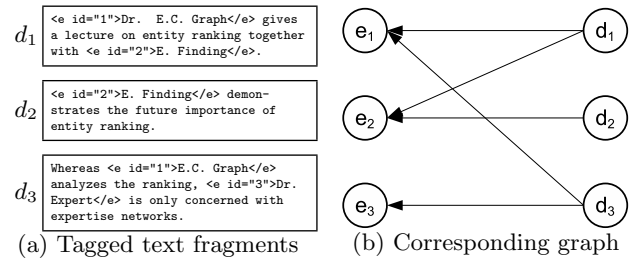 d1
<e id="1">Dr. E.C. Graph</e> gives
a lecture on entity ranking together
with <e id="2">E. Finding</e>.
d2
<e id="2">E. Finding</e> demon-
strates the future importance of
entity ranking.
d3
Whereas <e id="1">E.C. Graph</e>
analyzes the ranking, <e id="3">Dr.
Expert</e> is only concerned with
expertise networks.
(a) Tagged text fragments
e1 d1
e2 d2
e3 d3
(b) Corresponding graph